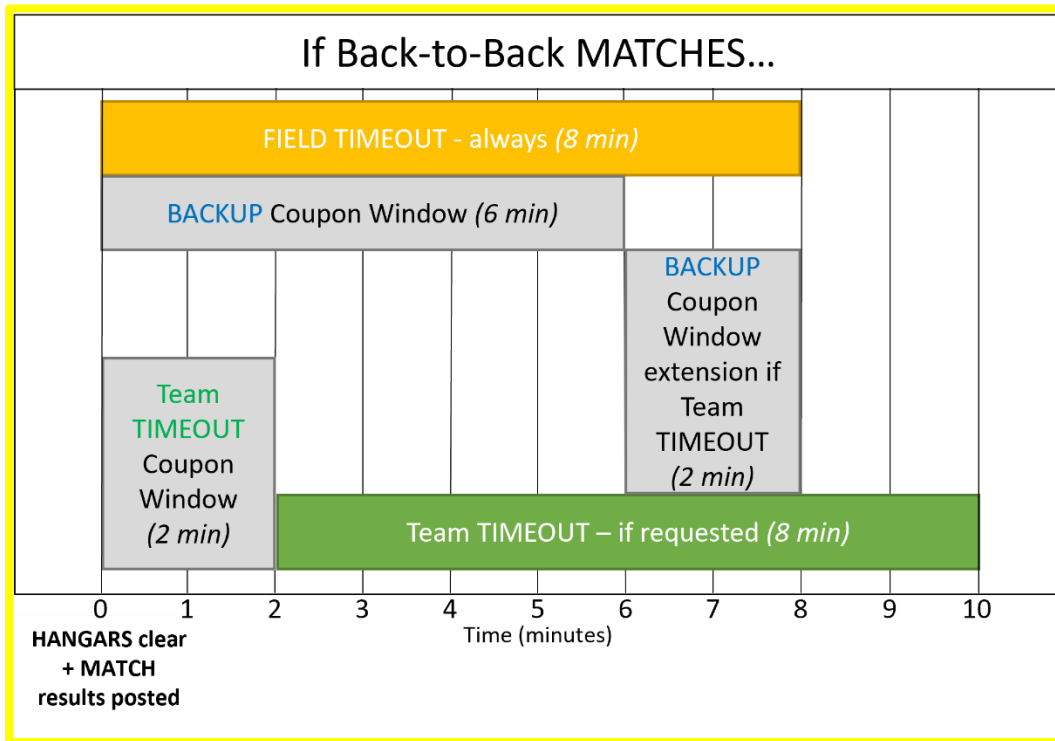 If Back-to-Back MATCHES…
FIELD TIMEOUT - always (8 min)
BACKUP Coupon Window (6 min)
BACKUP
Coupon
Window
extension if
Team
TIMEOUT
(2 min)
Team
TIMEOUT
Coupon
Window
(2 min)
Team TIMEOUT – if requested (8 min)
0 1 2 3 4 5 6 7 8 9 10
Time (minutes)
HANGARS clear
+ MATCH
results posted